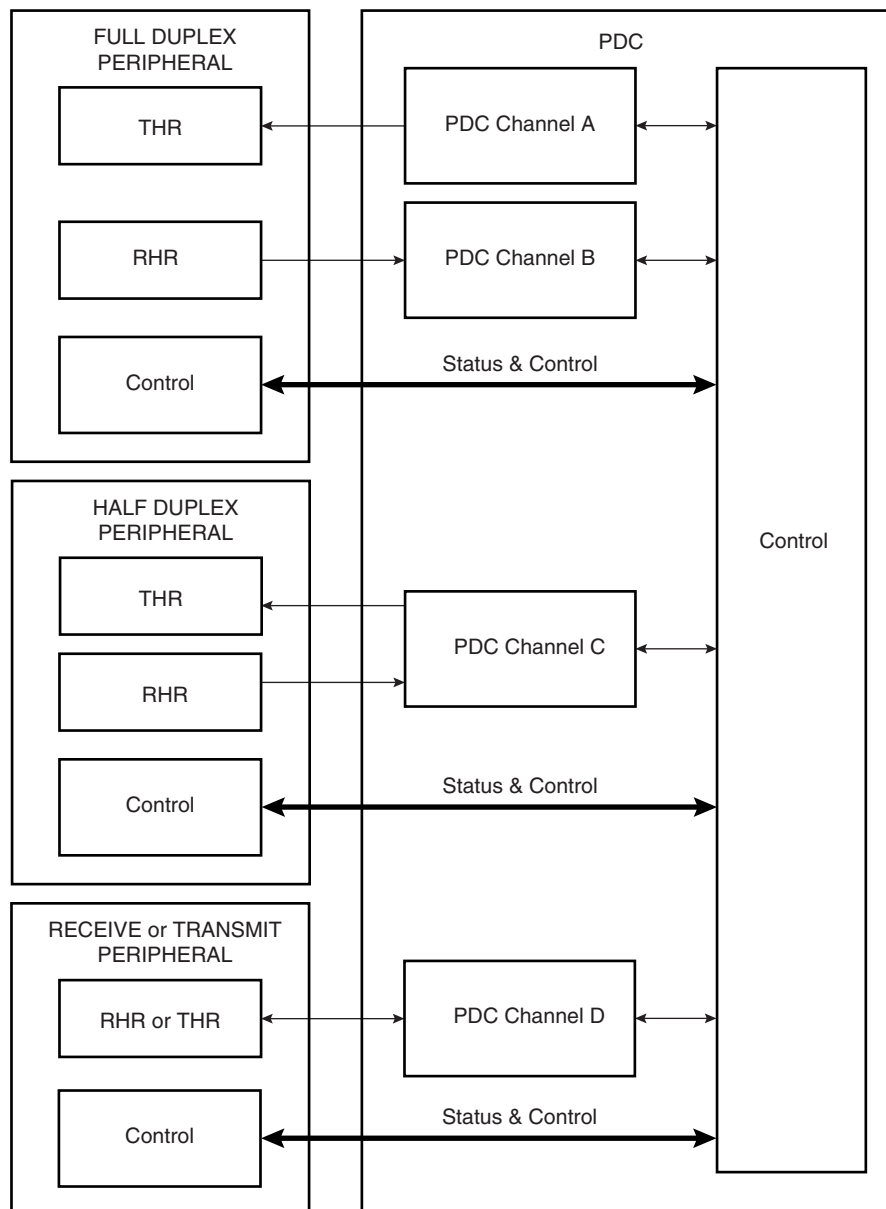 FULL DUPLEX
PERIPHERAL
THR
RHR
Control
PDC
PDC Channel A
PDC Channel B
Status & Control
HALF DUPLEX
PERIPHERAL
THR
RHR
Control
PDC Channel C
Status & Control
Control
RECEIVE or TRANSMIT
PERIPHERAL
RHR or THR
Control
PDC Channel D
Status & Control